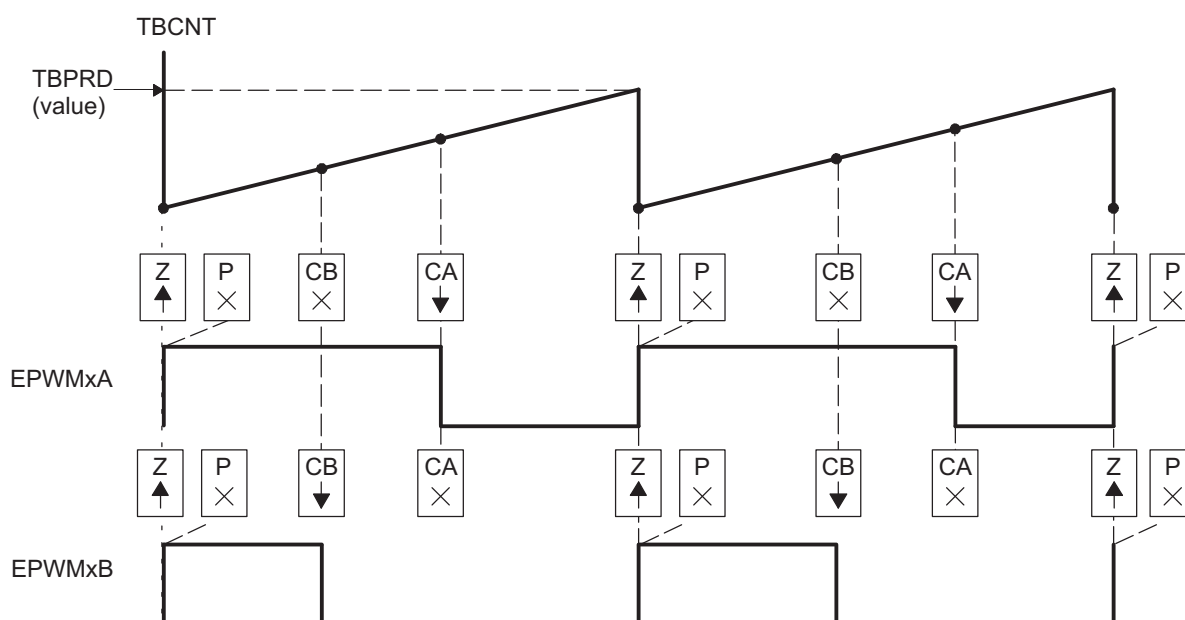 TBCNT
TBPRD
(value)
Z P CB CA Z P CB CA Z P
EPWMxA
Z P CB CA Z P CB CA Z P
EPWMxB